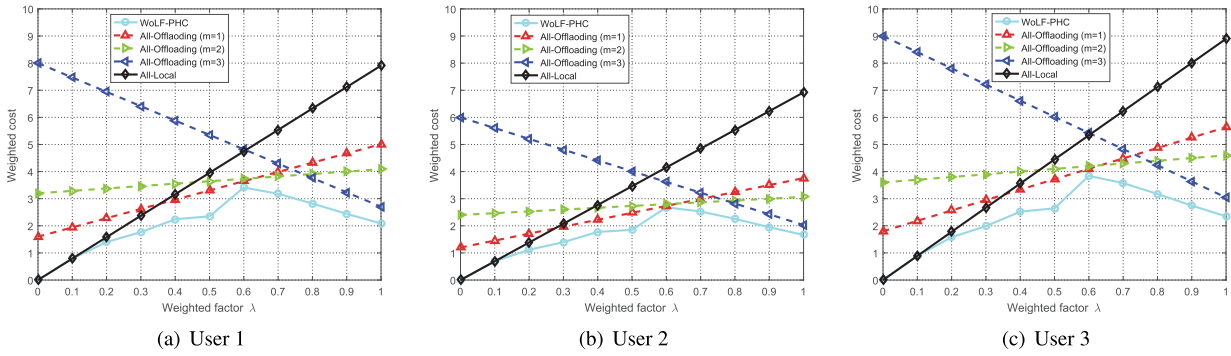 WoLF-PHC
All-Offlaoding (m=1)
All-Offloading (m=2)
All-Offloading (m=3)
All-Local
Weighted cost
10
9
8
7
6
5
4
3
2
1
0
0 0.1 0.2 0.3 0.4 0.5 0.6 0.7 0.8 0.9 1
Weighted factor λ
(a) User 1
WoLF-PHC
All-Offlaoding (m=1)
All-Offloading (m=2)
All-Offloading (m=3)
All-Local
Weighted cost
10
9
8
7
6
5
4
3
2
1
0
0 0.1 0.2 0.3 0.4 0.5 0.6 0.7 0.8 0.9 1
Weighted factor λ
(b) User 2
WoLF-PHC
All-Offlaoding (m=1)
All-Offloading (m=2)
All-Offloading (m=3)
All-Local
Weighted cost
10
9
8
7
6
5
4
3
2
1
0
0 0.1 0.2 0.3 0.4 0.5 0.6 0.7 0.8 0.9 1
Weighted factor λ
(c) User 3